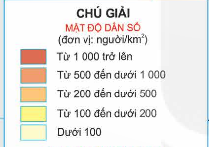 CHÚ GIẢI
MẬT ĐỘ DÂN SỐ
(đơn vị: người/km²)
Từ 1 000 trở lên
Từ 500 đến dưới 1 000
Từ 200 đến dưới 500
Từ 100 đến dưới 200
Dưới 100